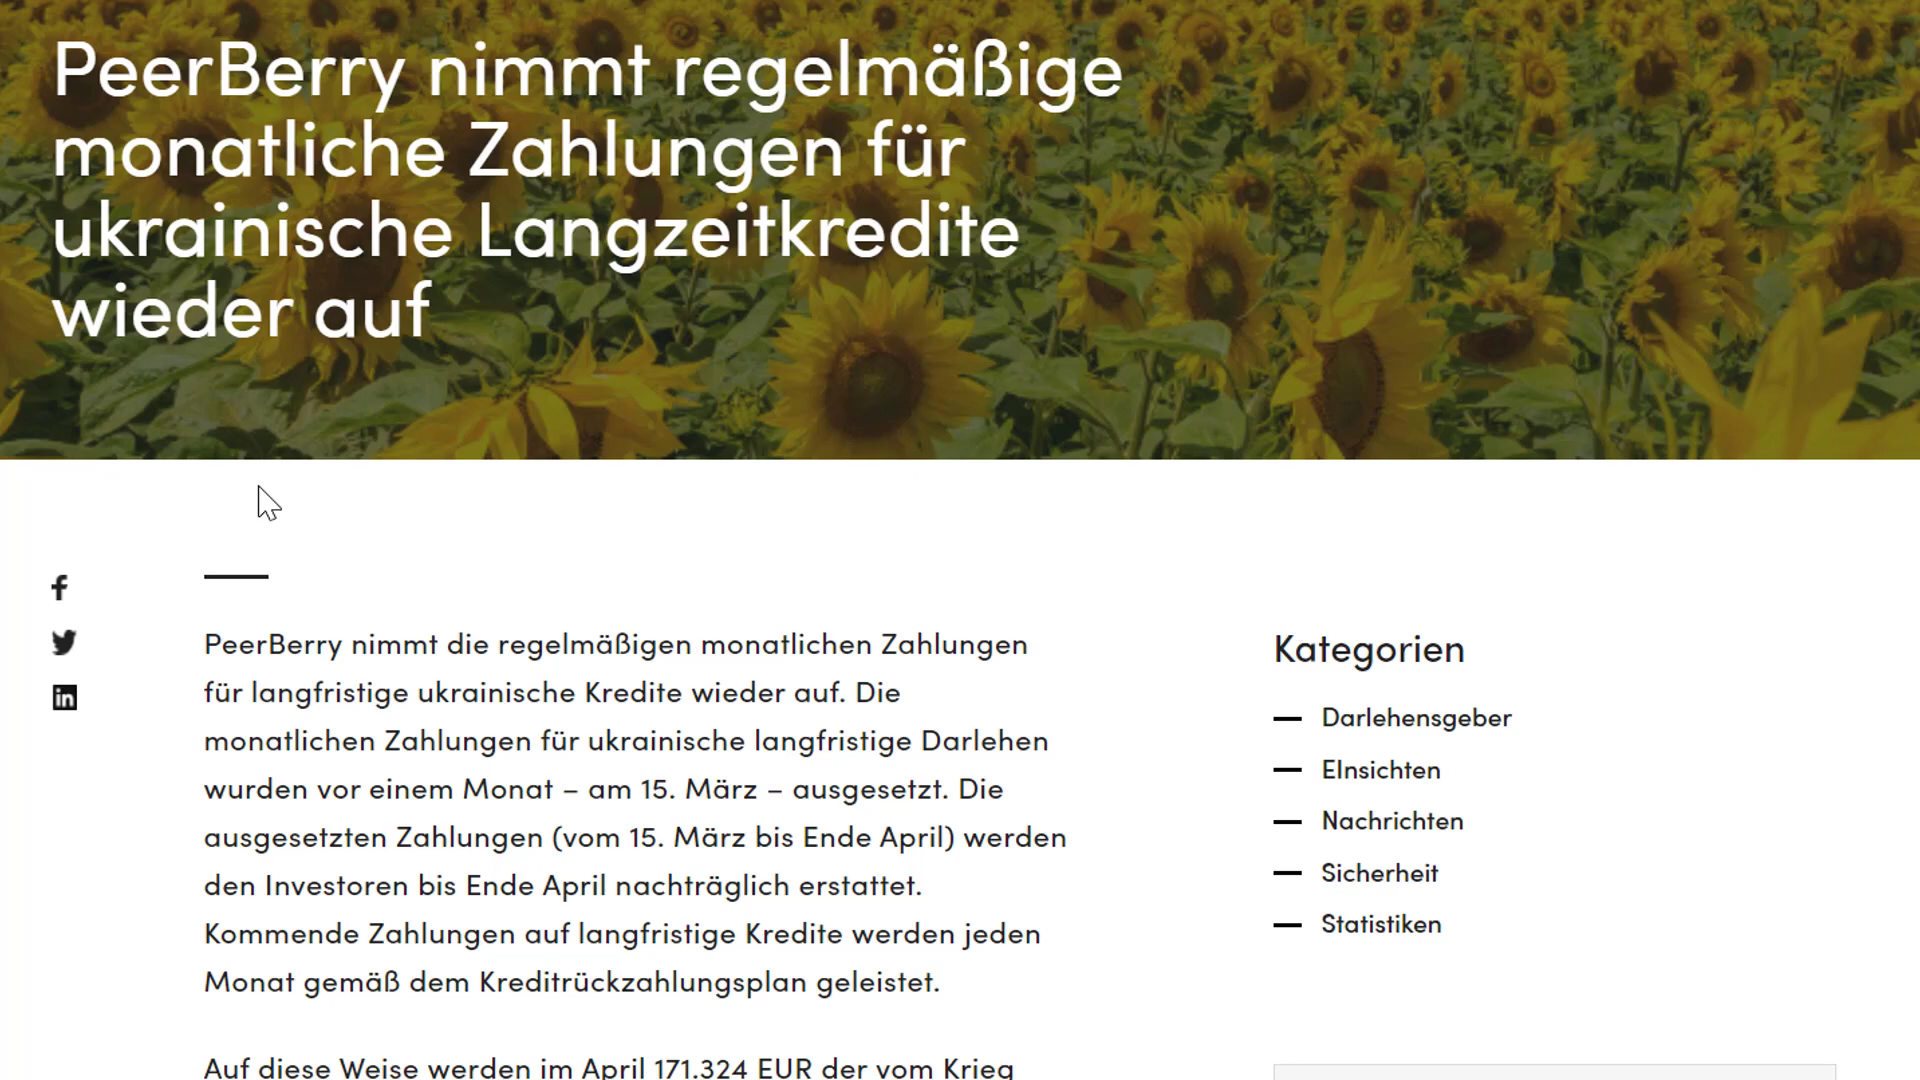 PeerBerry nimmt regelmäßige
monatliche Zahlungen für
ukrainische Langzeitkredite
wieder auf
PeerBerry nimmt die regelmäßigen monatlichen Zahlungen
für langfristige ukrainische Kredite wieder auf. Die
monatlichen Zahlungen für ukrainische langfristige Darlehen
wurden vor einem Monat – am 15. März – ausgesetzt. Die
ausgesetzten Zahlungen (vom 15. März bis Ende April) werden
den Investoren bis Ende April nachträglich erstattet.
Kommende Zahlungen auf langfristige Kredite werden jeden
Monat gemäß dem Kreditrückzahlungsplan geleistet.
Auf diese Weise werden im April 171.324 EUR der vom Krieg
Kategorien
Darlehensgeber
EInsichten
Nachrichten
Sicherheit
Statistiken